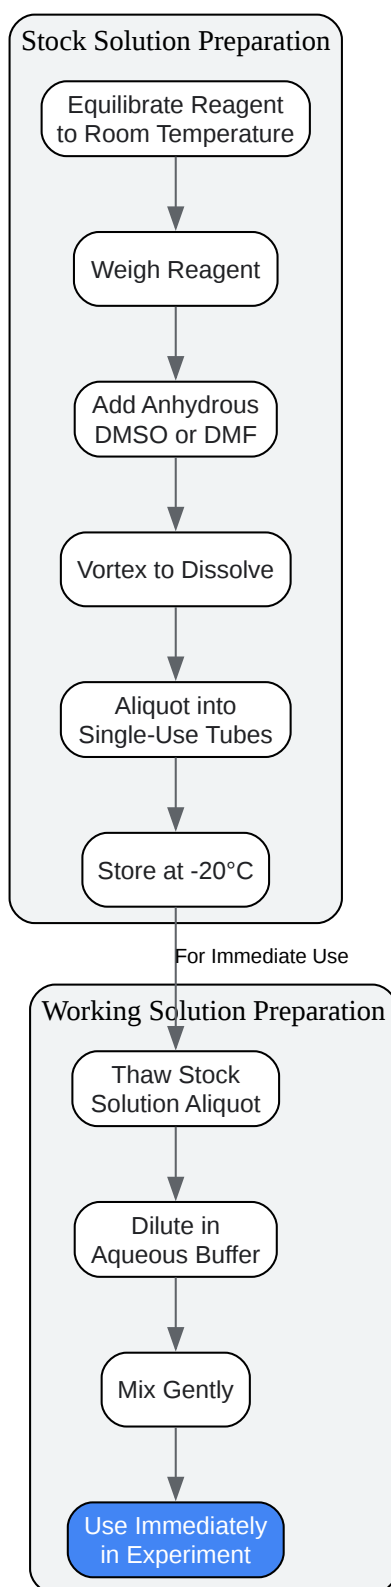 Stock Solution Preparation
Equilibrate Reagent
to Room Temperature
Weigh Reagent
Add Anhydrous
DMSO or DMF
Vortex to Dissolve
Aliquot into
Single-Use Tubes
Store at -20°C
For Immediate Use
Working Solution Preparation
Thaw Stock
Solution Aliquot
Dilute in
Aqueous Buffer
Mix Gently
Use Immediately
in Experiment